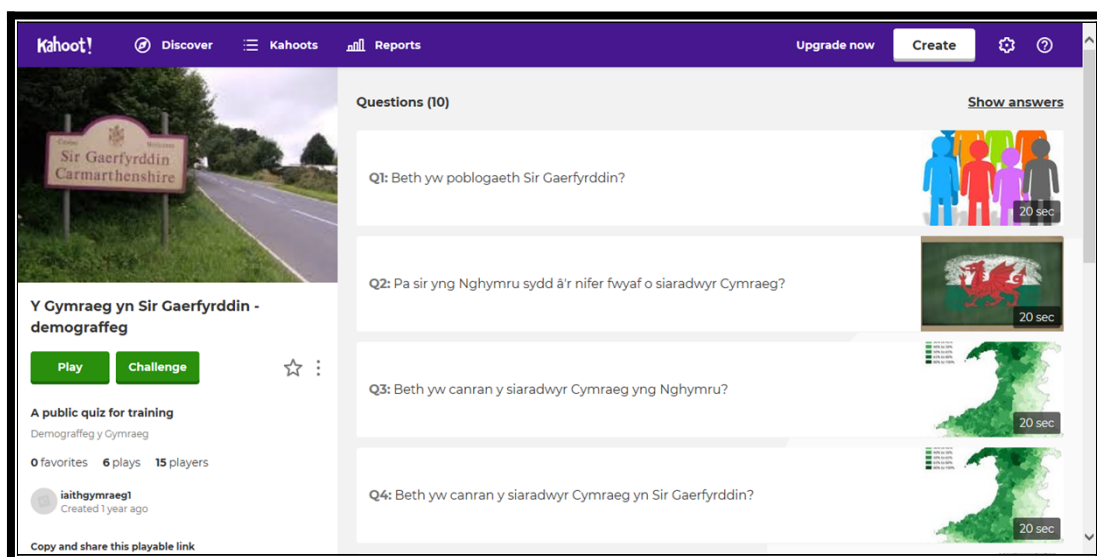 Kahoot!
Discover
Kahoots
Reports
Upgrade now
Create
Croeso Welcome
Sir Gaerfyrddin
Carmarthenshire
Y Gymraeg yn Sir Gaerfyrddin -
demograffeg
Play
Challenge
A public quiz for training
Demograffeg y Gymraeg
0 favorites 6 plays 15 players
iaithgymraeg1
Created 1 year ago
Copy and share this playable link
Questions (10)
Show answers
Q1: Beth yw poblogaeth Sir Gaerfyrddin?
20 sec
Q2: Pa sir yng Nghymru sydd â'r nifer fwyaf o siaradwyr Cymraeg?
20 sec
Q3: Beth yw canran y siaradwyr Cymraeg yng Nghymru?
20 sec
Q4: Beth yw canran y siaradwyr Cymraeg yn Sir Gaerfyrddin?
20 sec